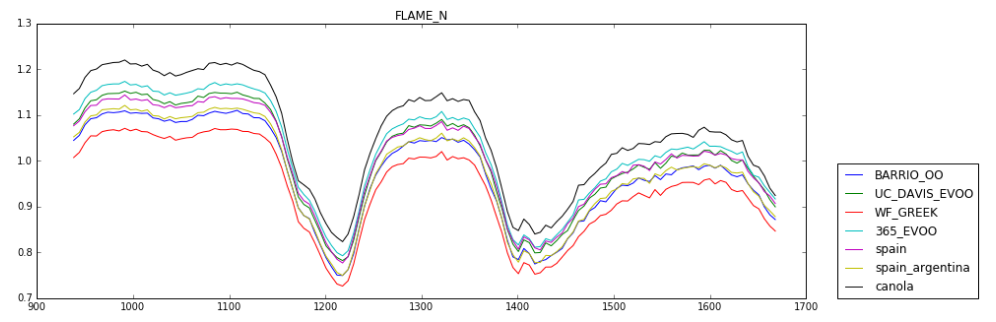 FLAME_N
1.3
1.2
1.1
1.0
0.9
0.8
0.7
900 1000 1100 1200 1300 1400 1500 1600 1700
BARRIO_OO
UC_DAVIS_EVOO
WF_GREEK
365_EVOO
spain
spain_argentina
canola